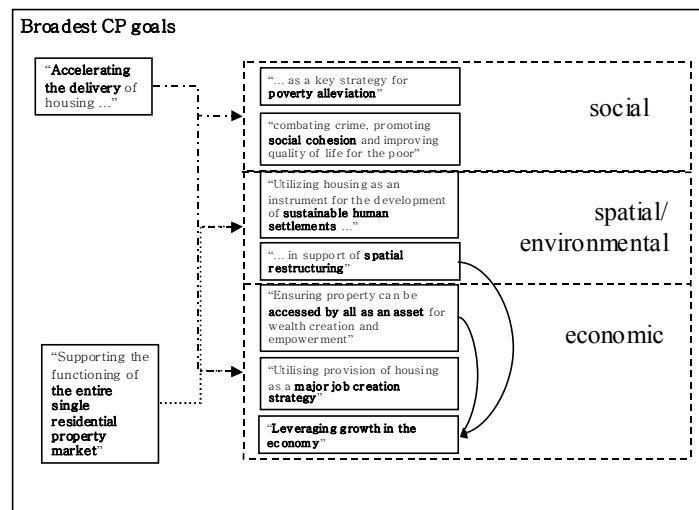 Broadest CP goals
“Accelerating
the delivery of
housing ...”
“... as a key strategy for
poverty alleviation”
“combating crime, promoting
social cohesion and improving
quality of life for the poor”
social
“Utilizing housing as an
instrument for the development
of sustainable human
settlements ...”
“... in support of spatial
restructuring”
spatial/
environmental
“Ensuring property can be
accessed by all as an asset for
wealth creation and
empowerment”
“Utilising provision of housing
as a major job creation
strategy”
“Leveraging growth in the
economy”
economic
“Supporting the
functioning of
the entire
single
residential
property
market”